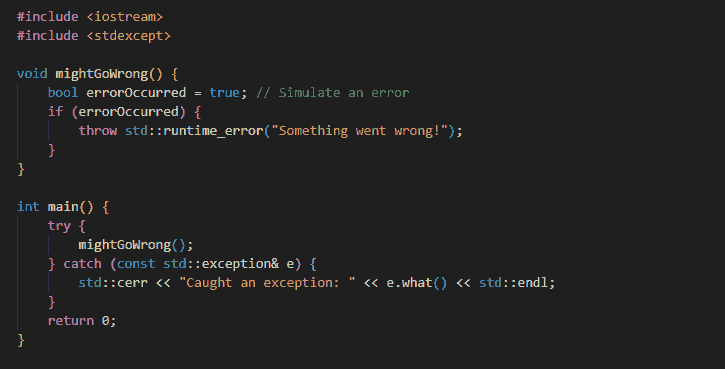 #include <iostream>
#include <stdexcept>
void mightGoWrong() {
    bool errorOccurred = true; // Simulate an error
    if (errorOccurred) {
        throw std::runtime_error("Something went wrong!");
    }
}
int main() {
    try {
        mightGoWrong();
    } catch (const std::exception& e) {
        std::cerr << "Caught an exception: " << e.what() << std::endl;
    }
    return 0;
}